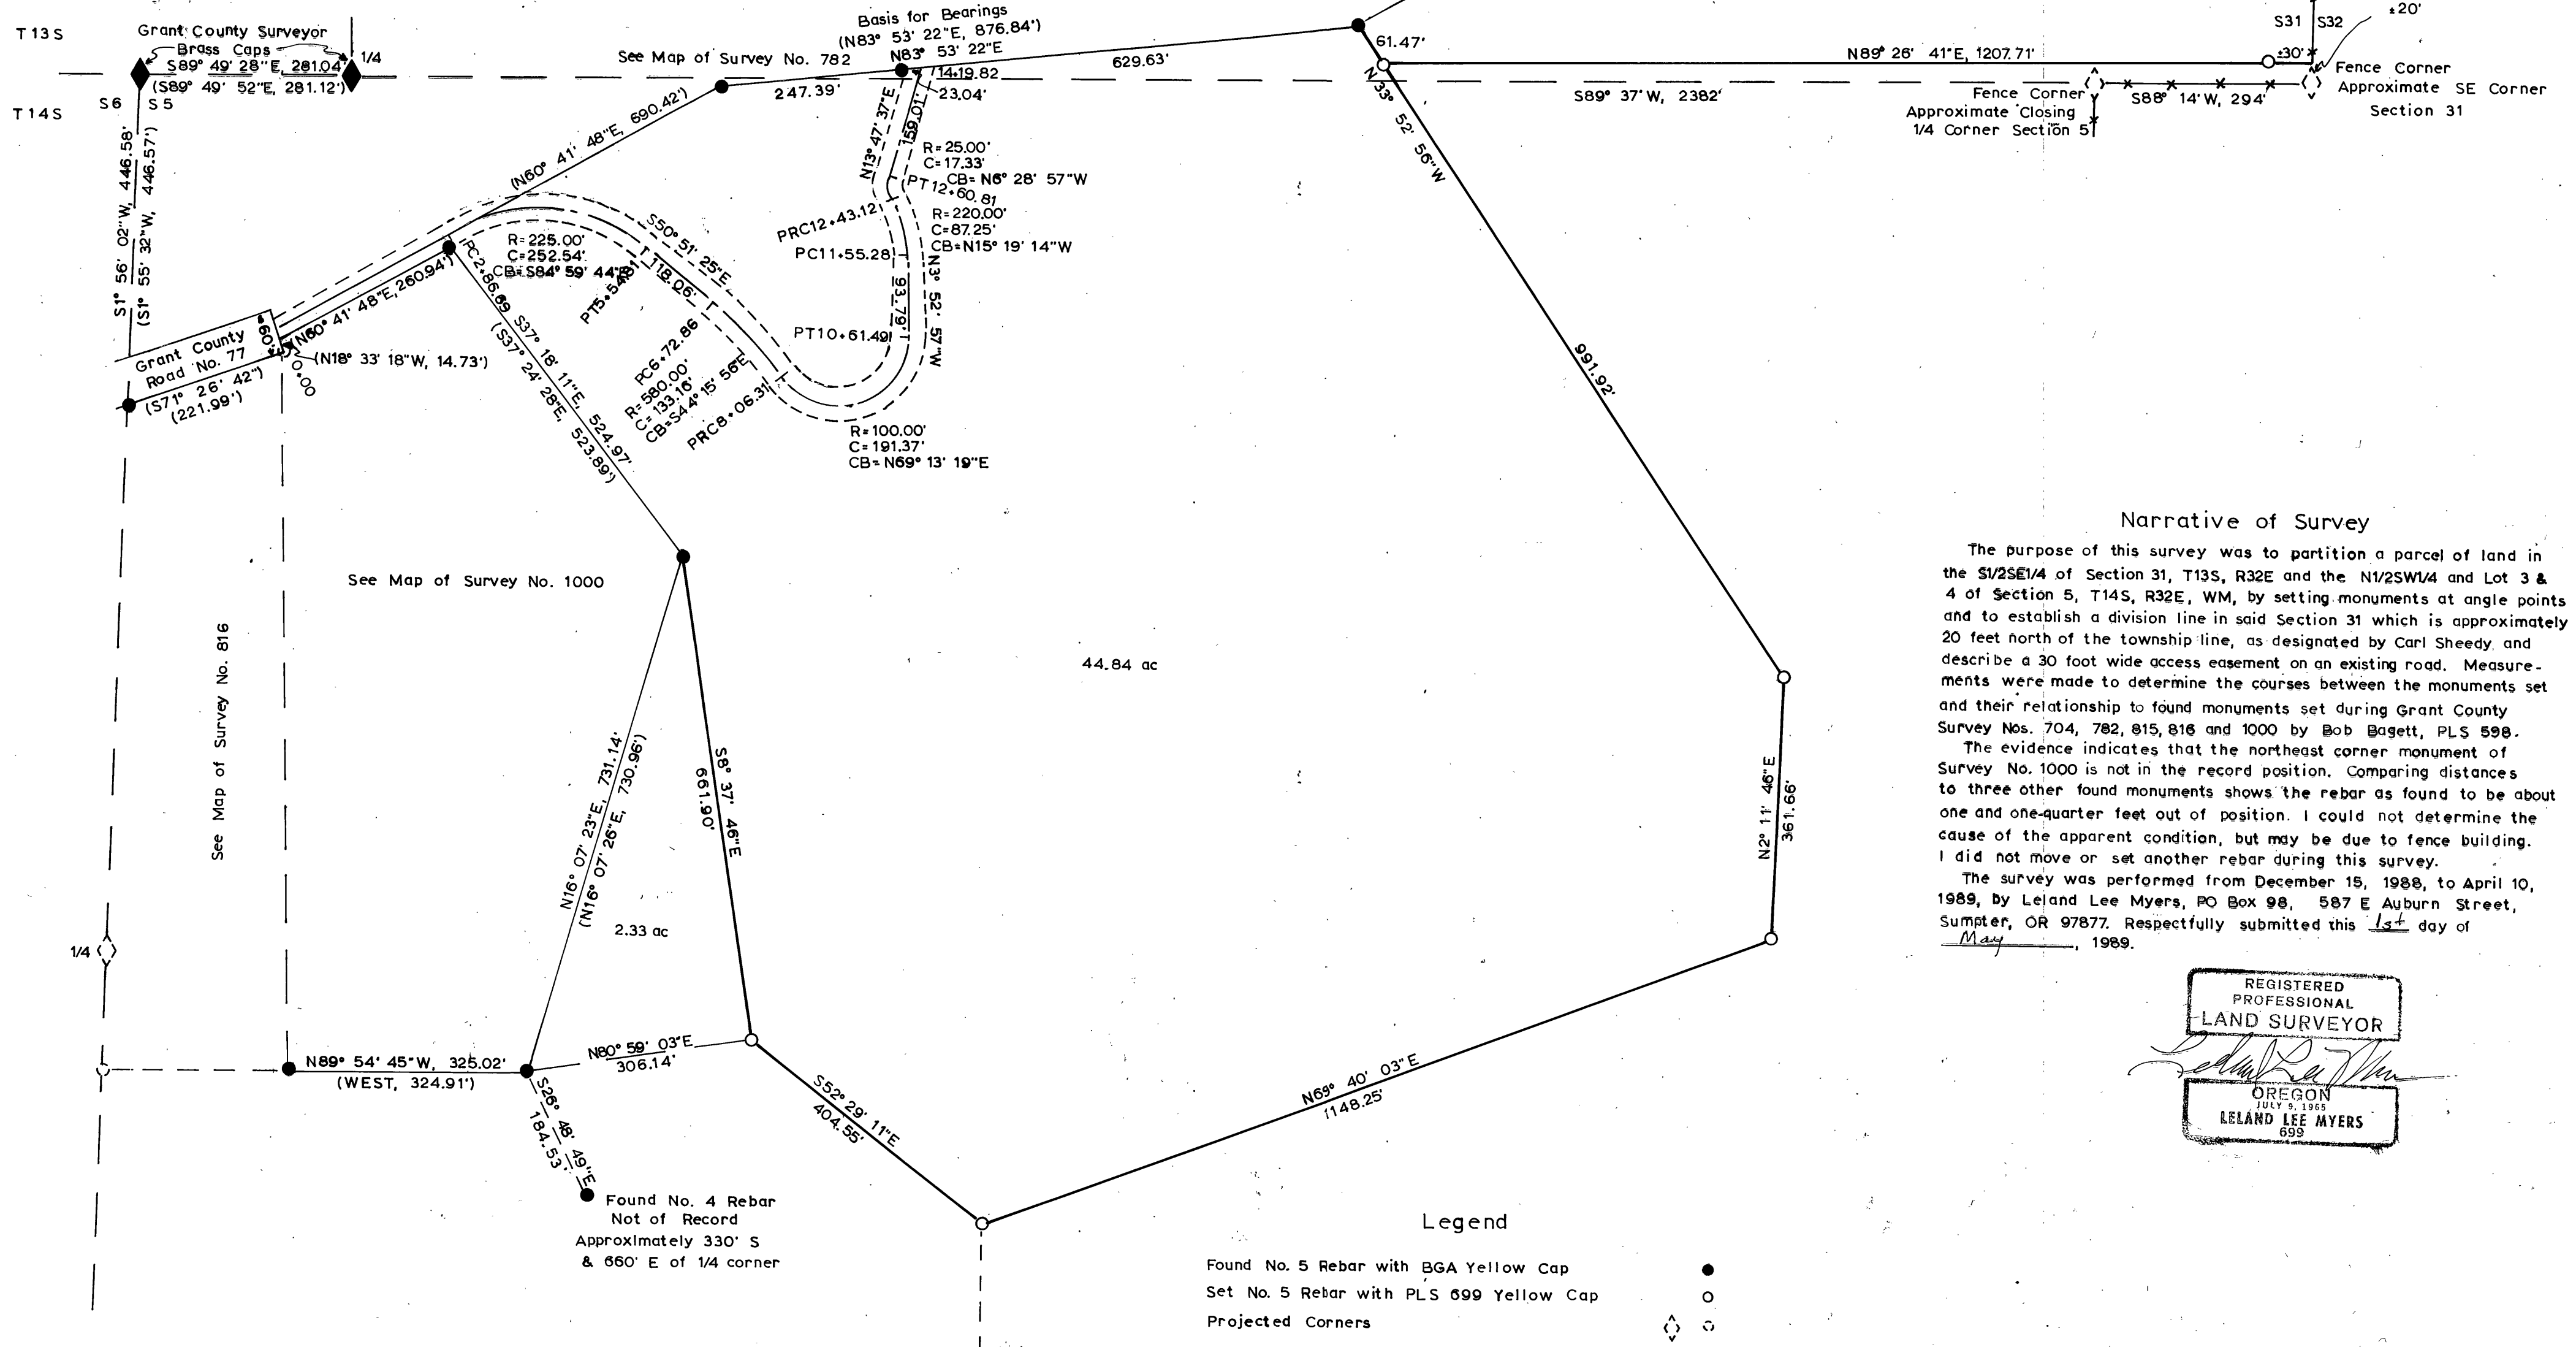 T13S
Grant County Surveyor
Brass Caps
1/4
S89° 49' 28"E, 281.04'
(S89° 49' 52"E, 281.12')
S6 S5
T14S
S1° 56' 02"W, 446.58'
(S1° 55' 32"W, 446.57')
Basis for Bearings
(N83° 53' 22"E, 876.84')
N83° 53' 22"E
See Map of Survey No. 782
247.39'
629.63'
14+19.82
23.04'
61.47'
N89° 26' 41"E, 1207.71'
S89° 37' W, 2382'
S31 S32
±20'
±30'
Fence Corner
Approximate SE Corner
Section 31
Fence Corner
Approximate Closing
1/4 Corner Section 5
S88° 14' W, 294'
(N60° 41' 48"E, 690.42')
N13° 47' 37"E
159.01'
R=25.00'
C=17.33'
CB= N6° 28' 57"W
PT12+60.81
PRC12+43.12
R=220.00'
C=87.25'
CB=N15° 19' 14"W
PC11+55.28
N3° 52' 57"W
93.79'
PT10+61.49
S50° 51' 25"E
118.06'
R=225.00'
C=252.54'
CB=S84° 59' 44"E
PC2+86.69
(N60° 41' 48"E, 260.94')
60'
Grant County
Road No. 77
(S71° 26' 42")
(221.99')
0+00
(N18° 33' 18"W, 14.73')
S37° 18' 11"E, 524.97'
(S37° 24' 28"E, 523.89')
PC6+72.86
R=580.00'
C=133.16'
CB=S44° 15' 56"E
PRC8+06.31
R=100.00'
C=191.37'
CB= N69° 13' 19"E
N33° 52' 56"W
991.92'
See Map of Survey No. 1000
See Map of Survey No. 816
44.84 ac
N16° 07' 23"E, 731.14'
(N16° 07' 26"E, 730.96')
S8° 37' 46"E
661.90'
2.33 ac
N2° 11' 46"E
361.66'
1/4
N89° 54' 45"W, 325.02'
(WEST, 324.91')
N80° 59' 03"E
306.14'
S26° 48' 49"E
184.53'
S52° 29' 11"E
404.55'
N69° 40' 03"E
1148.25'
Found No. 4 Rebar
Not of Record
Approximately 330' S
& 660' E of 1/4 corner
Narrative of Survey
The purpose of this survey was to partition a parcel of land in
the S1/2SE1/4 of Section 31, T13S, R32E and the N1/2SW1/4 and Lot 3 &
4 of Section 5, T14S, R32E, WM, by setting monuments at angle points
and to establish a division line in said Section 31 which is approximately
20 feet north of the township line, as designated by Carl Sheedy, and
describe a 30 foot wide access easement on an existing road. Measure-
ments were made to determine the courses between the monuments set
and their relationship to found monuments set during Grant County
Survey Nos. 704, 782, 815, 816 and 1000 by Bob Bagett, PLS 598.
The evidence indicates that the northeast corner monument of
Survey No. 1000 is not in the record position. Comparing distances
to three other found monuments shows the rebar as found to be about
one and one-quarter feet out of position. I could not determine the
cause of the apparent condition, but may be due to fence building.
I did not move or set another rebar during this survey.
The survey was performed from December 15, 1988, to April 10,
1989, by Leland Lee Myers, PO Box 98, 587 E Auburn Street,
Sumpter, OR 97877. Respectfully submitted this 1st day of
May, 1989.
REGISTERED
PROFESSIONAL
LAND SURVEYOR
OREGON
JULY 9, 1965
LELAND LEE MYERS
699
Legend
Found No. 5 Rebar with BGA Yellow Cap
Set No. 5 Rebar with PLS 699 Yellow Cap
Projected Corners